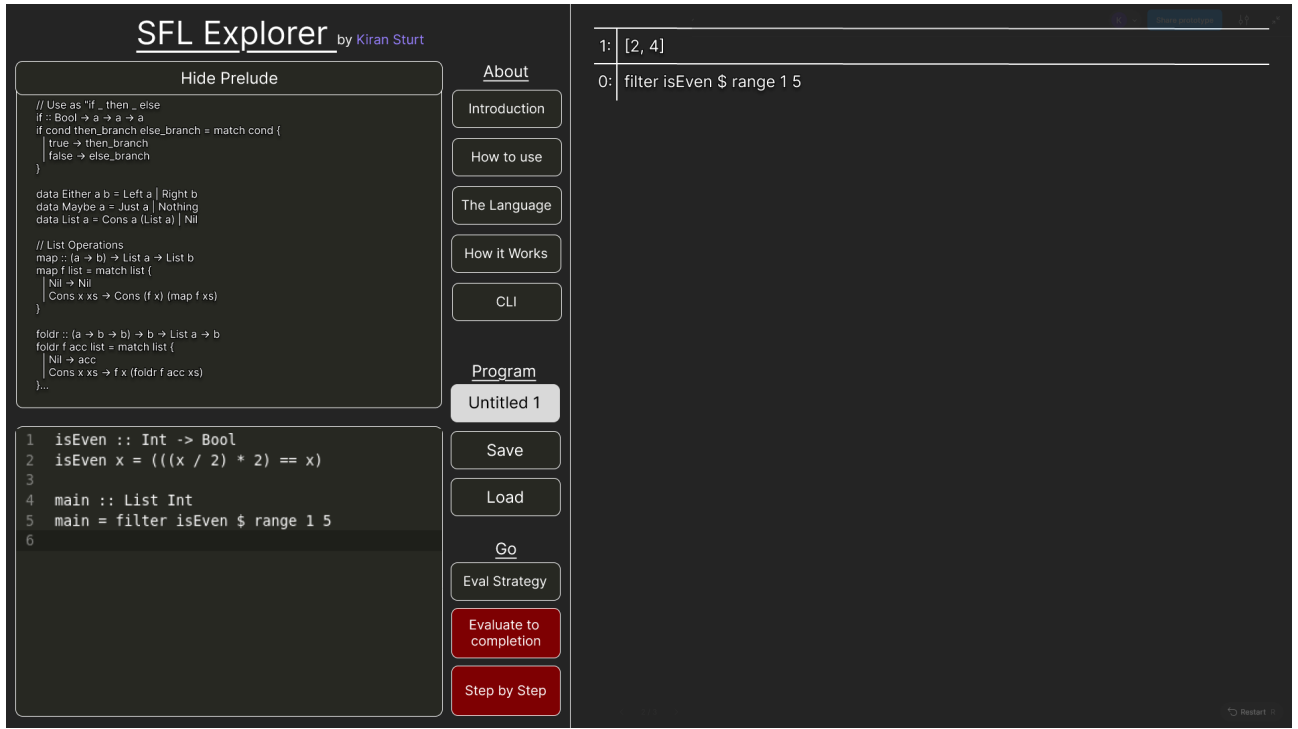 SFL Explorer by Kiran Sturt
Hide Prelude
// Use as "if _ then _ else
if :: Bool → a → a → a
if cond then_branch else_branch = match cond {
| true → then_branch
| false → else_branch
}
data Either a b = Left a | Right b
data Maybe a = Just a | Nothing
data List a = Cons a (List a) | Nil
// List Operations
map :: (a → b) → List a → List b
map f list = match list {
| Nil → Nil
| Cons x xs → Cons (f x) (map f xs)
}
foldr :: (a → b → b) → b → List a → b
foldr f acc list = match list {
| Nil → acc
| Cons x xs → f x (foldr f acc xs)
}...
1 isEven :: Int -> Bool
2 isEven x = (((x / 2) * 2) == x)
3
4 main :: List Int
5 main = filter isEven $ range 1 5
6
About
Introduction
How to use
The Language
How it Works
CLI
Program
Untitled 1
Save
Load
Go
Eval Strategy
Evaluate to
completion
Step by Step
1: [2, 4]
0: filter isEven $ range 1 5
K
Share prototype
Restart R